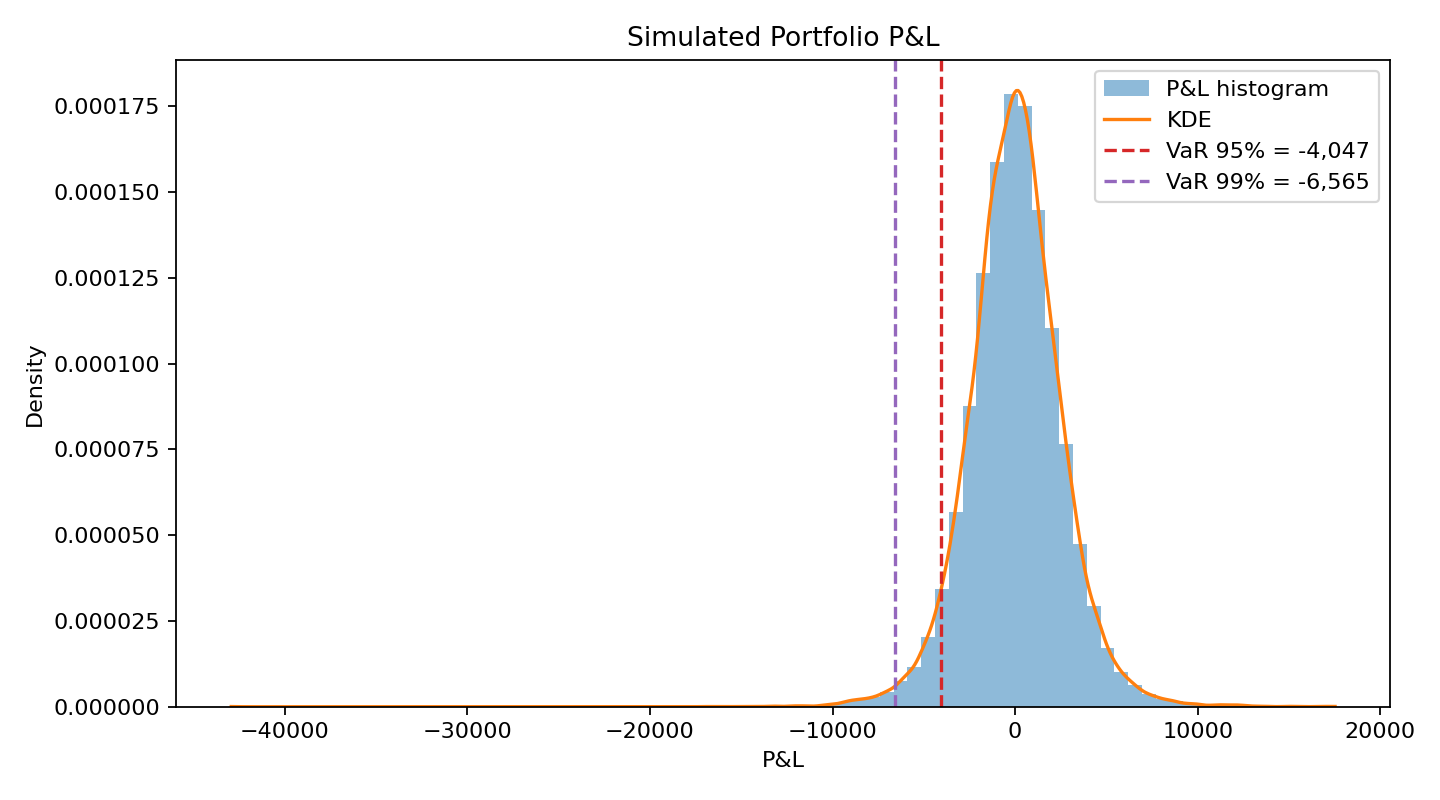 Simulated Portfolio P&L
P&L histogram
KDE
VaR 95% = -4,047
VaR 99% = -6,565
0.000175
0.000150
0.000125
0.000100
0.000075
0.000050
0.000025
0.000000
Density
−40000 −30000 −20000 −10000 0 10000 20000
P&L